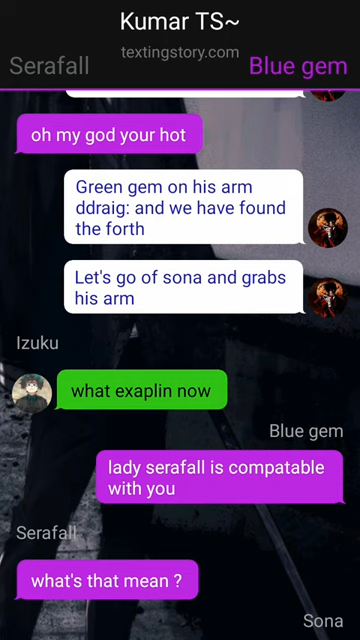 Kumar TS~
textingstory.com
Serafall
Blue gem
oh my god your hot
Green gem on his arm
ddraig: and we have found
the forth
Let's go of sona and grabs
his arm
Izuku
what exaplin now
Blue gem
lady serafall is compatable
with you
Serafall
what's that mean ?
Sona